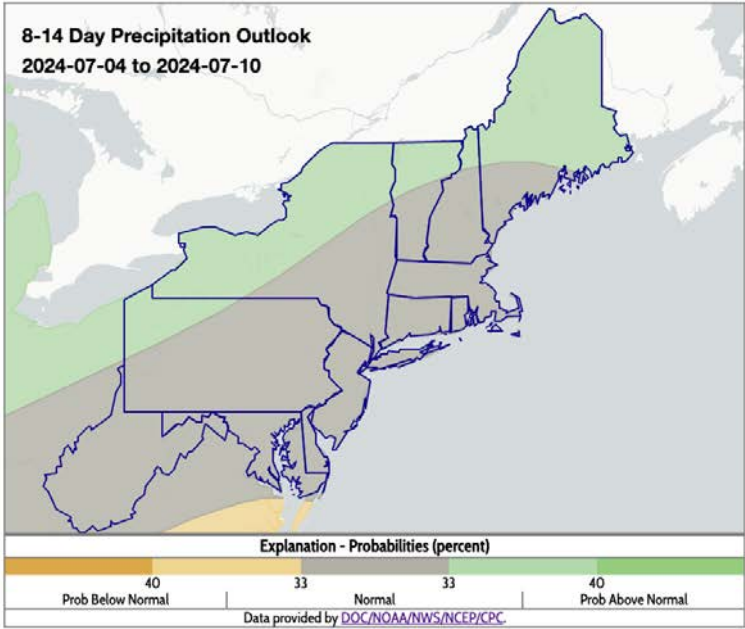 8-14 Day Precipitation Outlook
2024-07-04 to 2024-07-10
Explanation - Probabilities (percent)
40 33 33 40
Prob Below Normal Normal Prob Above Normal
Data provided by DOC/NOAA/NWS/NCEP/CPC.